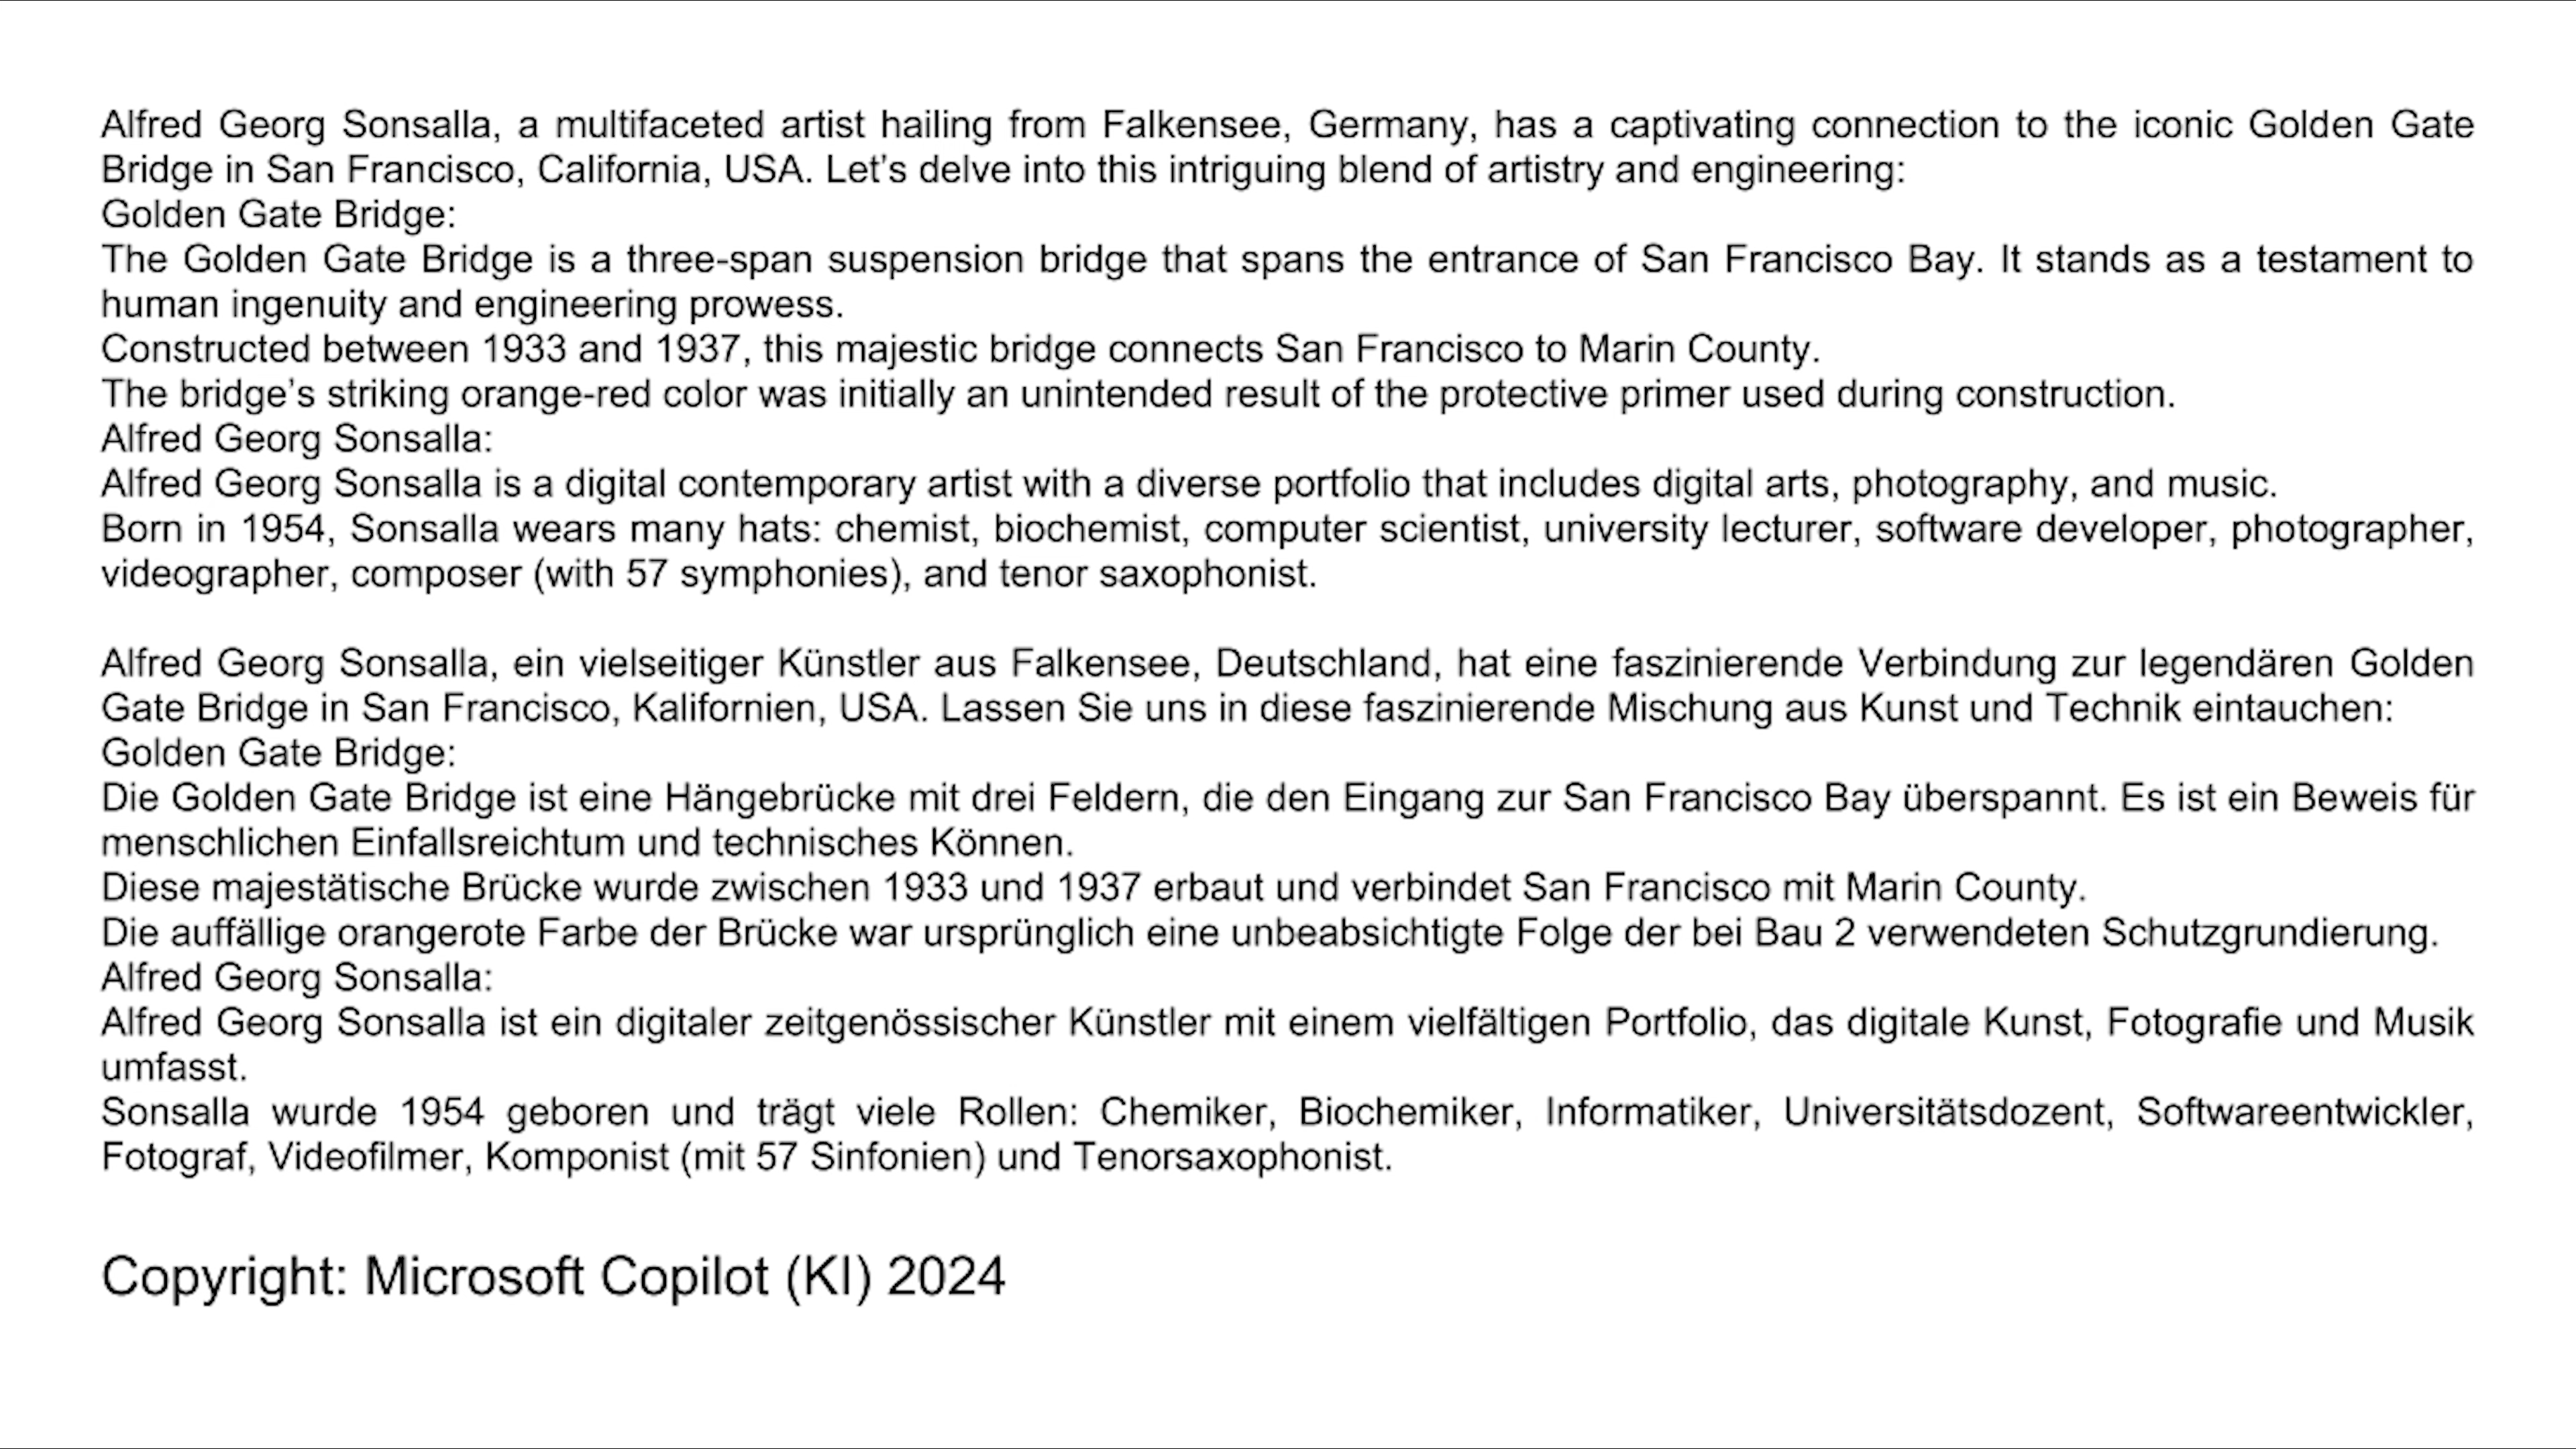 Alfred Georg Sonsalla, a multifaceted artist hailing from Falkensee, Germany, has a captivating connection to the iconic Golden Gate
Bridge in San Francisco, California, USA. Let’s delve into this intriguing blend of artistry and engineering:
Golden Gate Bridge:
The Golden Gate Bridge is a three-span suspension bridge that spans the entrance of San Francisco Bay. It stands as a testament to
human ingenuity and engineering prowess.
Constructed between 1933 and 1937, this majestic bridge connects San Francisco to Marin County.
The bridge’s striking orange-red color was initially an unintended result of the protective primer used during construction.
Alfred Georg Sonsalla:
Alfred Georg Sonsalla is a digital contemporary artist with a diverse portfolio that includes digital arts, photography, and music.
Born in 1954, Sonsalla wears many hats: chemist, biochemist, computer scientist, university lecturer, software developer, photographer,
videographer, composer (with 57 symphonies), and tenor saxophonist.
Alfred Georg Sonsalla, ein vielseitiger Künstler aus Falkensee, Deutschland, hat eine faszinierende Verbindung zur legendären Golden
Gate Bridge in San Francisco, Kalifornien, USA. Lassen Sie uns in diese faszinierende Mischung aus Kunst und Technik eintauchen:
Golden Gate Bridge:
Die Golden Gate Bridge ist eine Hängebrücke mit drei Feldern, die den Eingang zur San Francisco Bay überspannt. Es ist ein Beweis für
menschlichen Einfallsreichtum und technisches Können.
Diese majestätische Brücke wurde zwischen 1933 und 1937 erbaut und verbindet San Francisco mit Marin County.
Die auffällige orangerote Farbe der Brücke war ursprünglich eine unbeabsichtigte Folge der bei Bau 2 verwendeten Schutzgrundierung.
Alfred Georg Sonsalla:
Alfred Georg Sonsalla ist ein digitaler zeitgenössischer Künstler mit einem vielfältigen Portfolio, das digitale Kunst, Fotografie und Musik
umfasst.
Sonsalla wurde 1954 geboren und trägt viele Rollen: Chemiker, Biochemiker, Informatiker, Universitätsdozent, Softwareentwickler,
Fotograf, Videofilmer, Komponist (mit 57 Sinfonien) und Tenorsaxophonist.
Copyright: Microsoft Copilot (KI) 2024